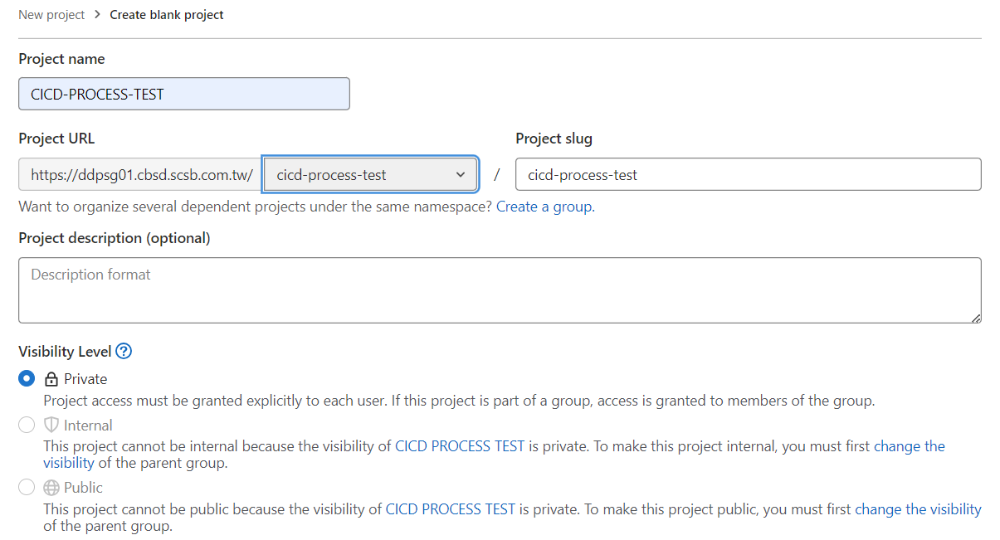 New project > Create blank project
Project name
CICD-PROCESS-TEST
Project URL Project slug
https://ddpsg01.cbsd.scsb.com.tw/ cicd-process-test / cicd-process-test
Want to organize several dependent projects under the same namespace? Create a group.
Project description (optional)
Description format
Visibility Level ?
Private
Project access must be granted explicitly to each user. If this project is part of a group, access is granted to members of the group.
Internal
This project cannot be internal because the visibility of CICD PROCESS TEST is private. To make this project internal, you must first change the
visibility of the parent group.
Public
This project cannot be public because the visibility of CICD PROCESS TEST is private. To make this project public, you must first change the visibility
of the parent group.